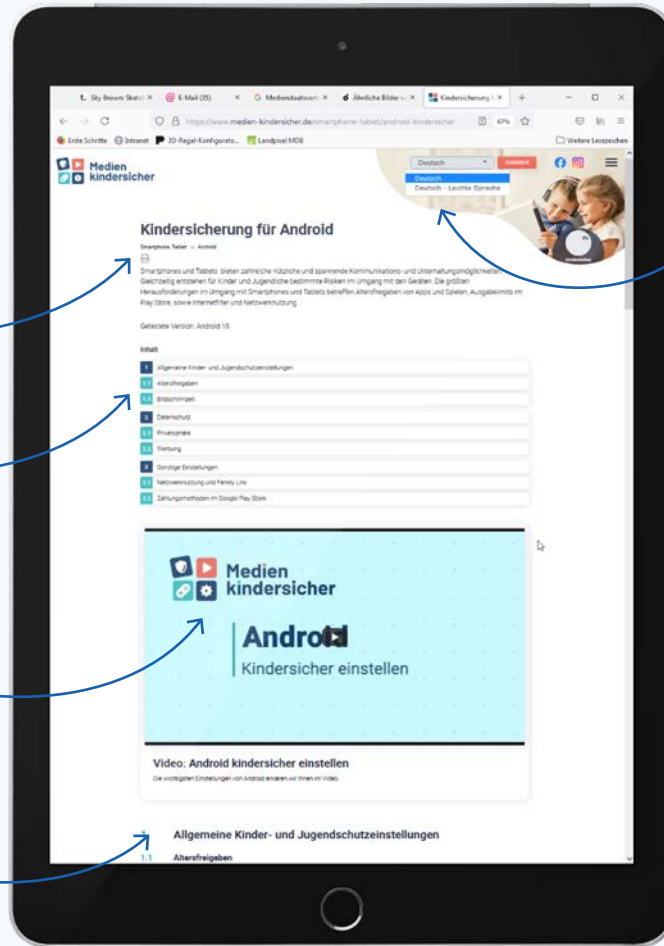 Sky Brown: Skateb
E-Mail (15)
Ähnliche Bilder
Kindersicherung f
https://www.medien-kindersicher.de/smartphone-tablet/android-kindersicher
67%
Erste Schritte
Intranet
3D-Regal-Konfigurato...
Landpixel MDB
Weitere Lesezeichen
Medien
kindersicher
Deutsch
Deutsch
Deutsch - Leichte Sprache
Kindersicherung für Android
Smartphone Tablet
Android
Smartphones und Tablets bieten zahlreiche nützliche und spannende Kommunikations- und Unterhaltungsmöglichkeiten.
Gleichzeitig entstehen für Kinder und Jugendliche bestimmte Risiken im Umgang mit den Geräten. Die größten
Herausforderungen im Umgang mit Smartphones und Tablets betreffen Altersfreigaben von Apps und Spielen, Ausgabelimits im
Play Store, sowie Internetfilter und Netzwerknutzung.
Getestete Version: Android 10
Inhalt
1 Allgemeine Kinder- und Jugendschutzeinstellungen
1.1 Altersfreigaben
1.2 Bildschirmzeit
2 Datenschutz
2.1 Privatsphäre
2.2 Werbung
3 Sonstige Einstellungen
3.1 Netzwerknutzung und Family Link
3.2 Zahlungsmethoden im Google Play Store
Medien
kindersicher
Android
Kindersicher einstellen
Video: Android kindersicher einstellen
Die wichtigsten Einstellungen von Android erklären wir Ihnen im Video.
1 Allgemeine Kinder- und Jugendschutzeinstellungen
1.1 Altersfreigaben